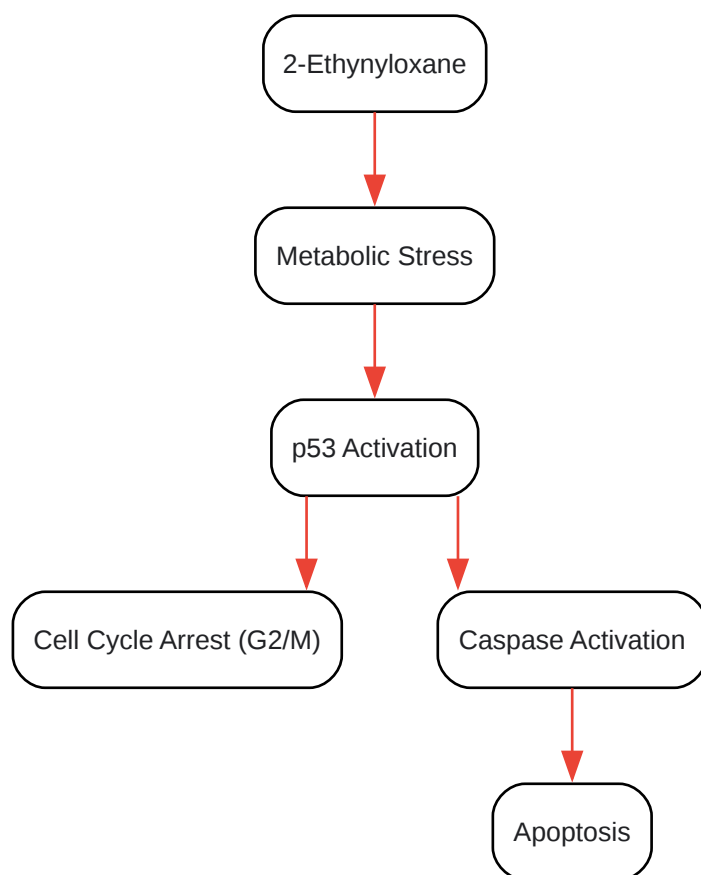 2-Ethynyloxane
Metabolic Stress
p53 Activation
Cell Cycle Arrest (G2/M)
Caspase Activation
Apoptosis